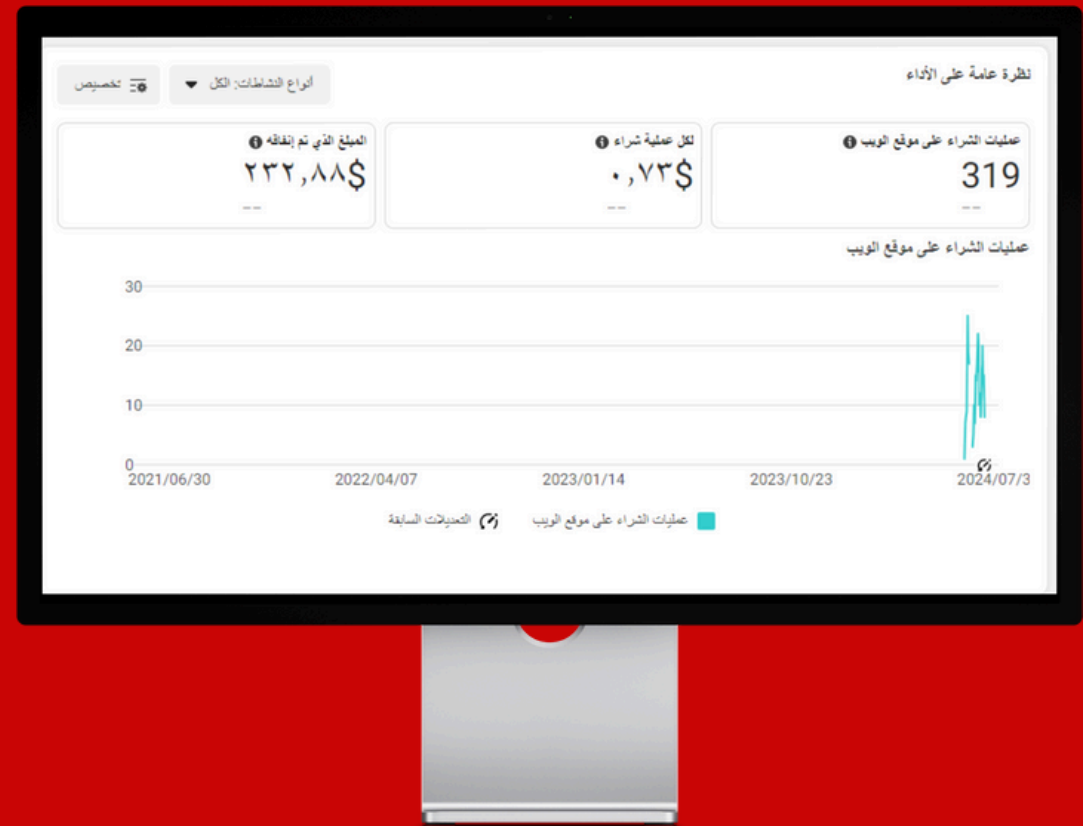 نظرة عامة على الأداء
أنواع النشاطات: الكل
تخصيص
عمليات الشراء على موقع الويب
319
--
لكل عملية شراء
٠,٧٣$
--
المبلغ الذي تم إنفاقه
٢٣٢,٨٨$
--
عمليات الشراء على موقع الويب
30
20
10
0
2021/06/30 2022/04/07 2023/01/14 2023/10/23 2024/07/3
عمليات الشراء على موقع الويب
التعديلات السابقة